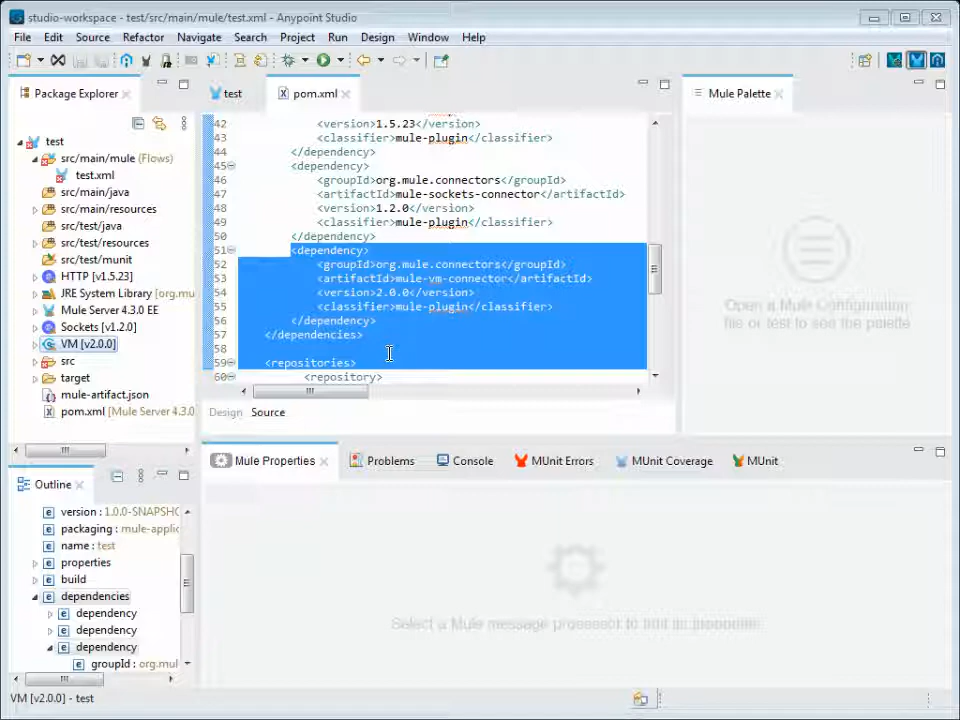 studio-workspace - test/src/main/mule/test.xml - Anypoint Studio
File Edit Source Refactor Navigate Search Project Run Design Window Help
Package Explorer
test
pom.xml
Mule Palette
test
src/main/mule (Flows)
test.xml
src/main/java
src/main/resources
src/test/java
src/test/resources
src/test/munit
HTTP [v1.5.23]
JRE System Library [org.mu
Mule Server 4.3.0 EE
Sockets [v1.2.0]
VM [v2.0.0]
src
target
mule-artifact.json
pom.xml [Mule Server 4.3.0
42 <version>1.5.23</version>
43 <classifier>mule-plugin</classifier>
44 </dependency>
45 <dependency>
46 <groupId>org.mule.connectors</groupId>
47 <artifactId>mule-sockets-connector</artifactId>
48 <version>1.2.0</version>
49 <classifier>mule-plugin</classifier>
50 </dependency>
51 <dependency>
52 <groupId>org.mule.connectors</groupId>
53 <artifactId>mule-vm-connector</artifactId>
54 <version>2.0.0</version>
55 <classifier>mule-plugin</classifier>
56 </dependency>
57 </dependencies>
58
59 <repositories>
60 <repository>
Design Source
Open a Mule Configuration
file or test to see the palette
Outline
version : 1.0.0-SNAPSHO
packaging : mule-applic
name : test
properties
build
dependencies
dependency
dependency
dependency
groupId : org.mul
Mule Properties
Problems
Console
MUnit Errors
MUnit Coverage
MUnit
Select a Mule message processor to edit its properties
VM [v2.0.0] - test